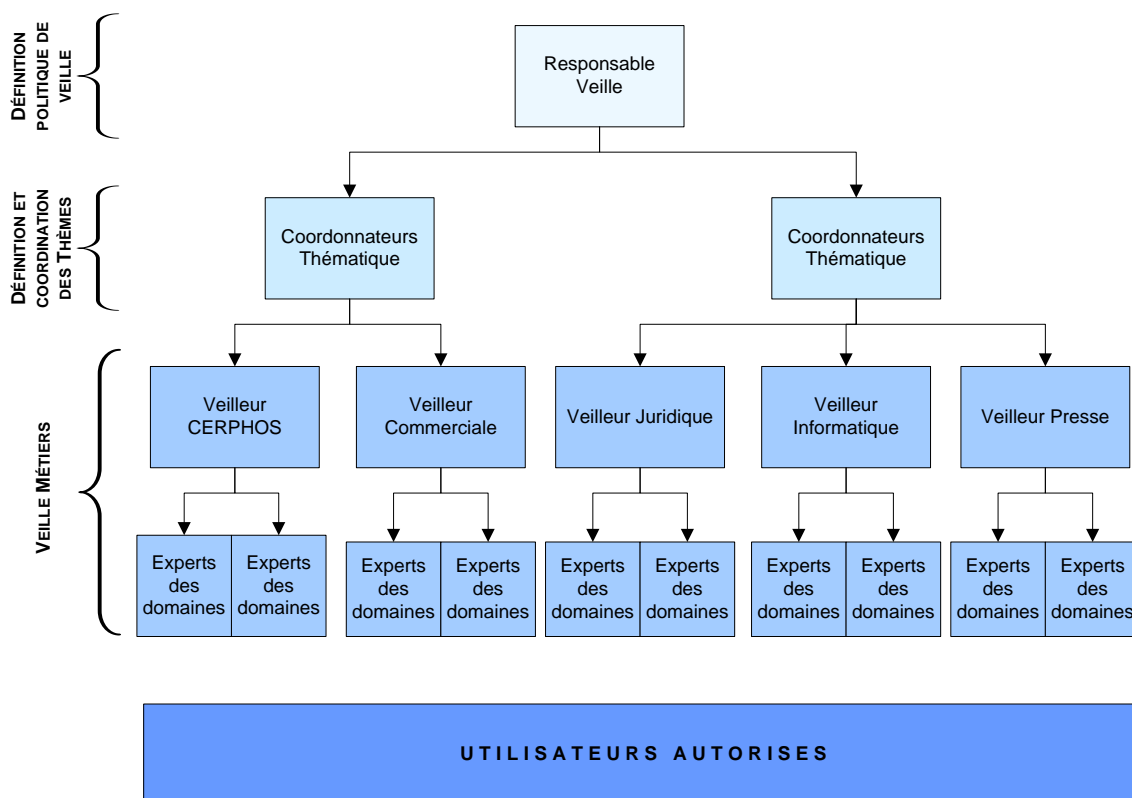 DÉFINITION
POLITIQUE DE
VEILLE
Responsable
Veille
DÉFINITION ET
COORDINATION
DES THÈMES
Coordonnateurs
Thématique
Coordonnateurs
Thématique
VEILLE MÉTIERS
Veilleur
CERPHOS
Veilleur
Commerciale
Veilleur Juridique
Veilleur
Informatique
Veilleur Presse
Experts
des
domaines
Experts
des
domaines
Experts
des
domaines
Experts
des
domaines
Experts
des
domaines
Experts
des
domaines
Experts
des
domaines
Experts
des
domaines
Experts
des
domaines
Experts
des
domaines
UTILISATEURS AUTORISES